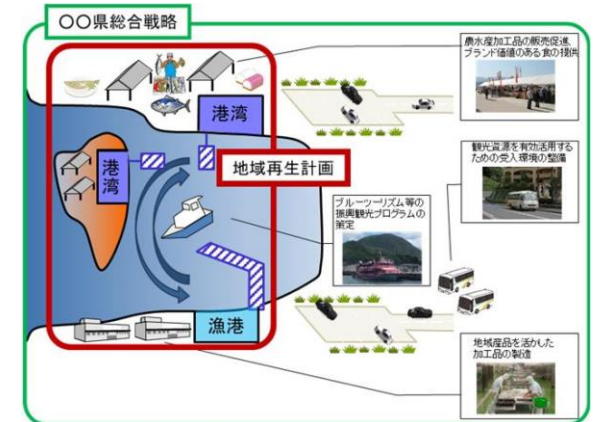 〇〇県総合戦略
農水産加工品の販売促進、
ブランド価値のある食の提供
港湾
港湾
地域再生計画
観光資源を有効活用する
ための受入環境の整備
ブルーツーリズム等の
振興観光プログラムの
策定
漁港
地域産品を活かした
加工品の製造